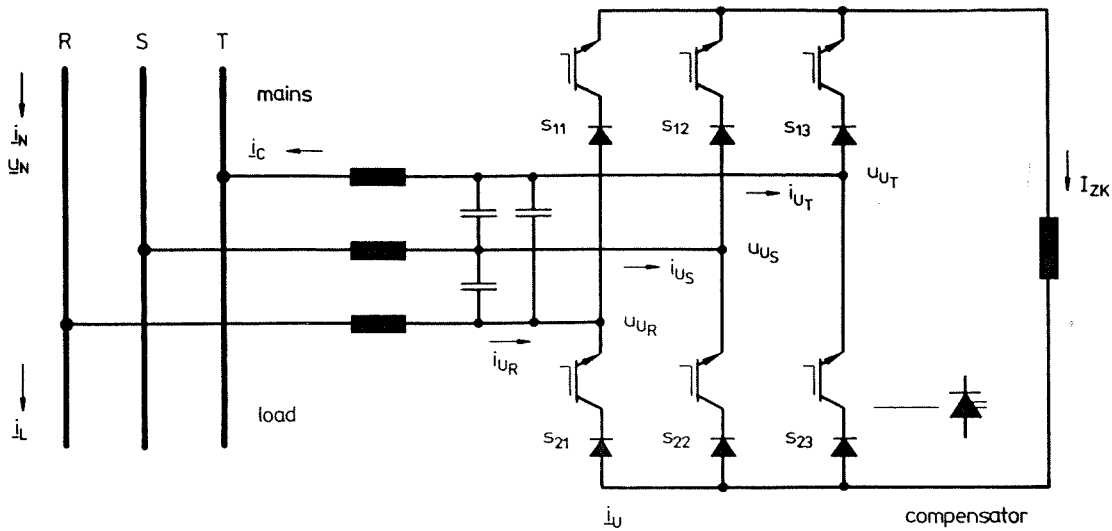 R S T
mains
i_N
u_N
i_C
S11 S12 S13
u_UT
i_UT
I_ZK
u_US
i_US
u_UR
i_UR
load
i_L
S21 S22 S23
i_U
compensator